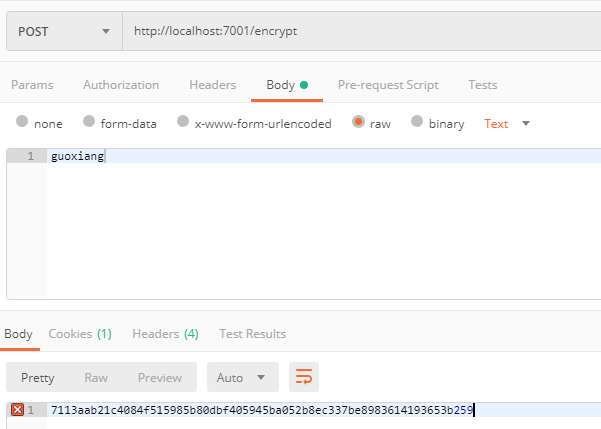 POST http://localhost:7001/encrypt
Params Authorization Headers Body Pre-request Script Tests
none form-data x-www-form-urlencoded raw binary Text
1 guoxiang
Body Cookies (1) Headers (4) Test Results
Pretty Raw Preview Auto
1 7113aab21c4084f515985b80dbf405945ba052b8ec337be8983614193653b259